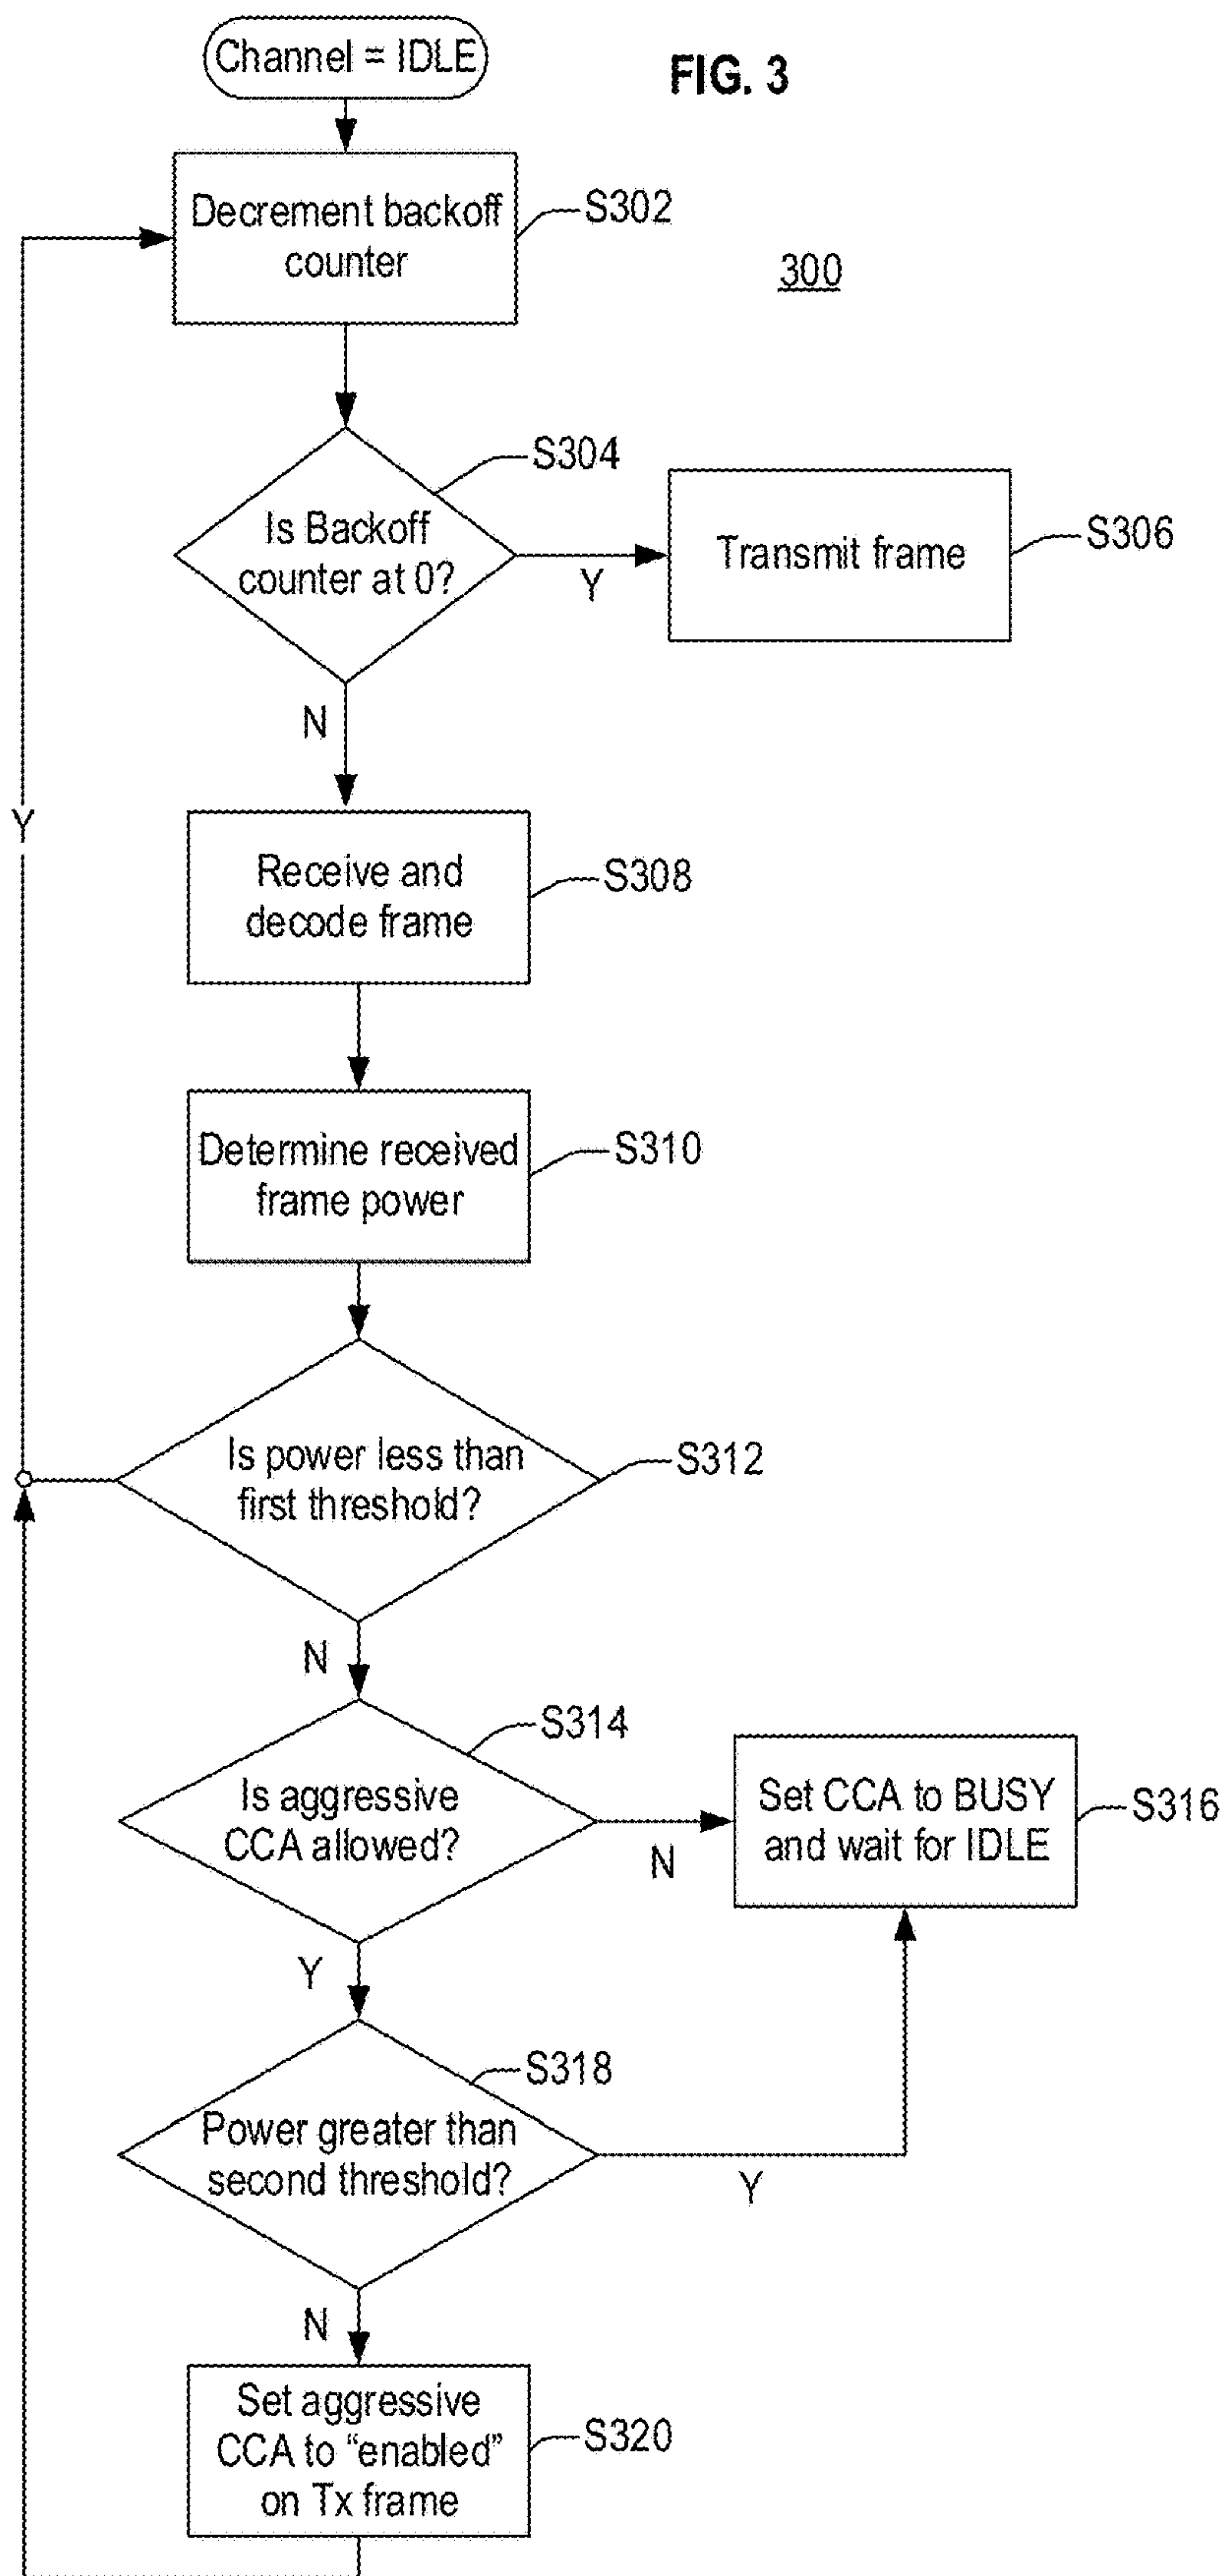 Channel = IDLE
FIG. 3
Decrement backoff
counter
S302
300
S304
Is Backoff
counter at 0?
Y
Transmit frame
S306
N
Y
Receive and
decode frame
S308
Determine received
frame power
S310
Is power less than
first threshold?
S312
N
S314
Is aggressive
CCA allowed?
N
Set CCA to BUSY
and wait for IDLE
S316
Y
S318
Power greater than
second threshold?
Y
N
Set aggressive
CCA to “enabled”
on Tx frame
S320